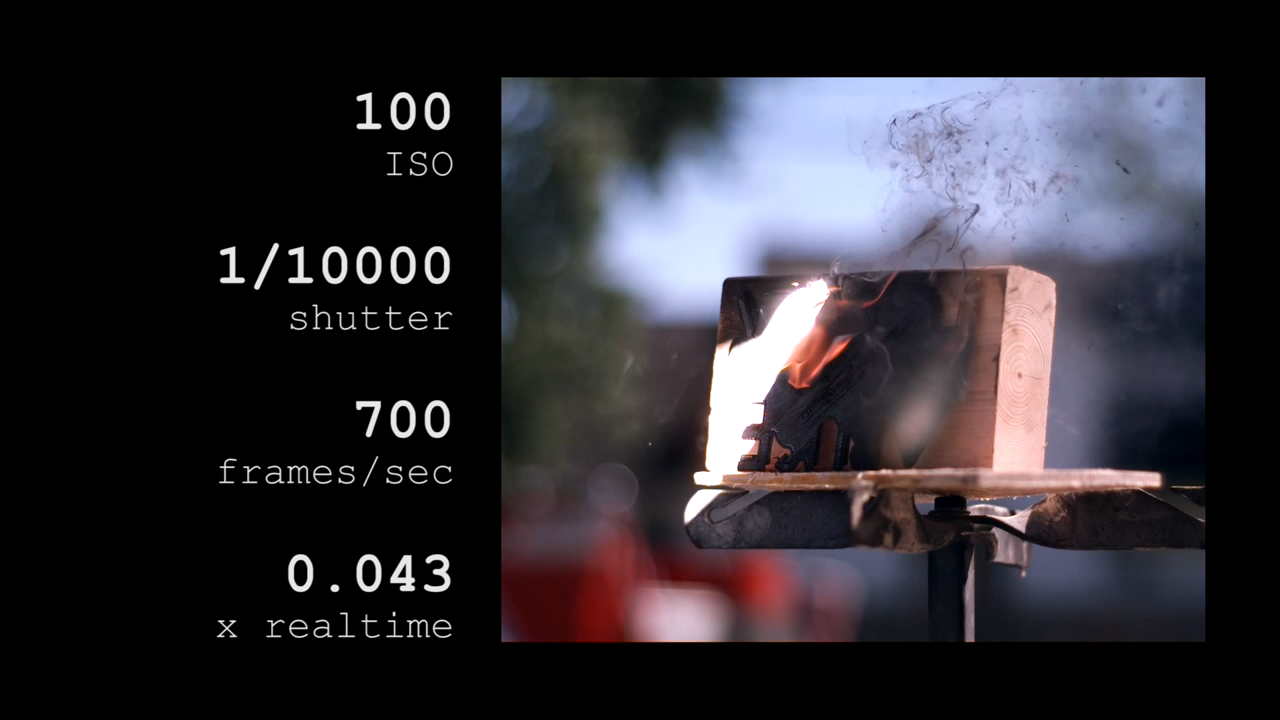 100
ISO
1/10000
shutter
700
frames/sec
0.043
x realtime